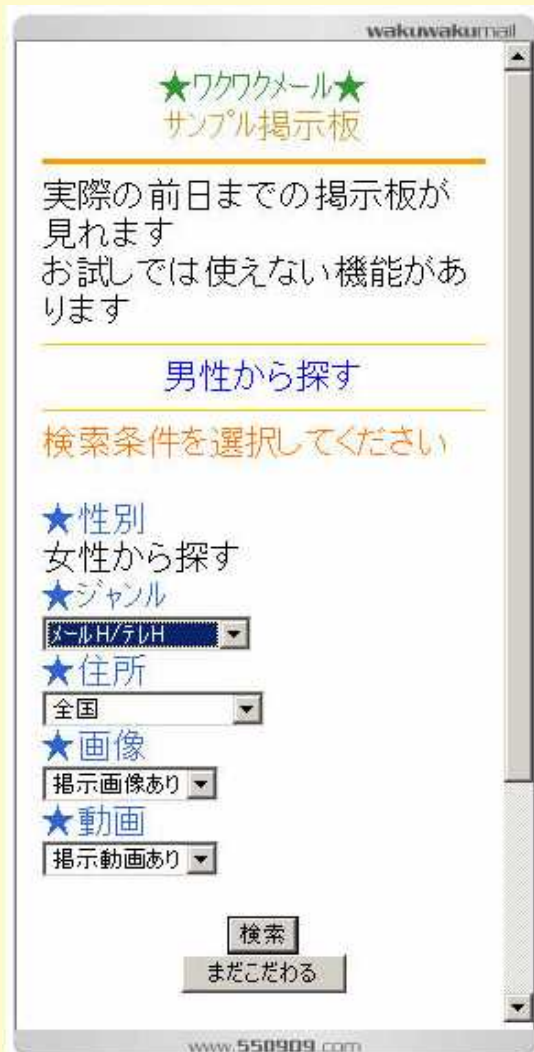 wakuwakumail
★ワクワクメール★
サンプル掲示板
実際の前日までの掲示板が
見れます
お試しでは使えない機能があ
ります
男性から探す
検索条件を選択してください
★性別
女性から探す
★ジャンル
メールH/テレH
★住所
全国
★画像
掲示画像あり
★動画
掲示動画あり
検索
まだこだわる
www.550909.com